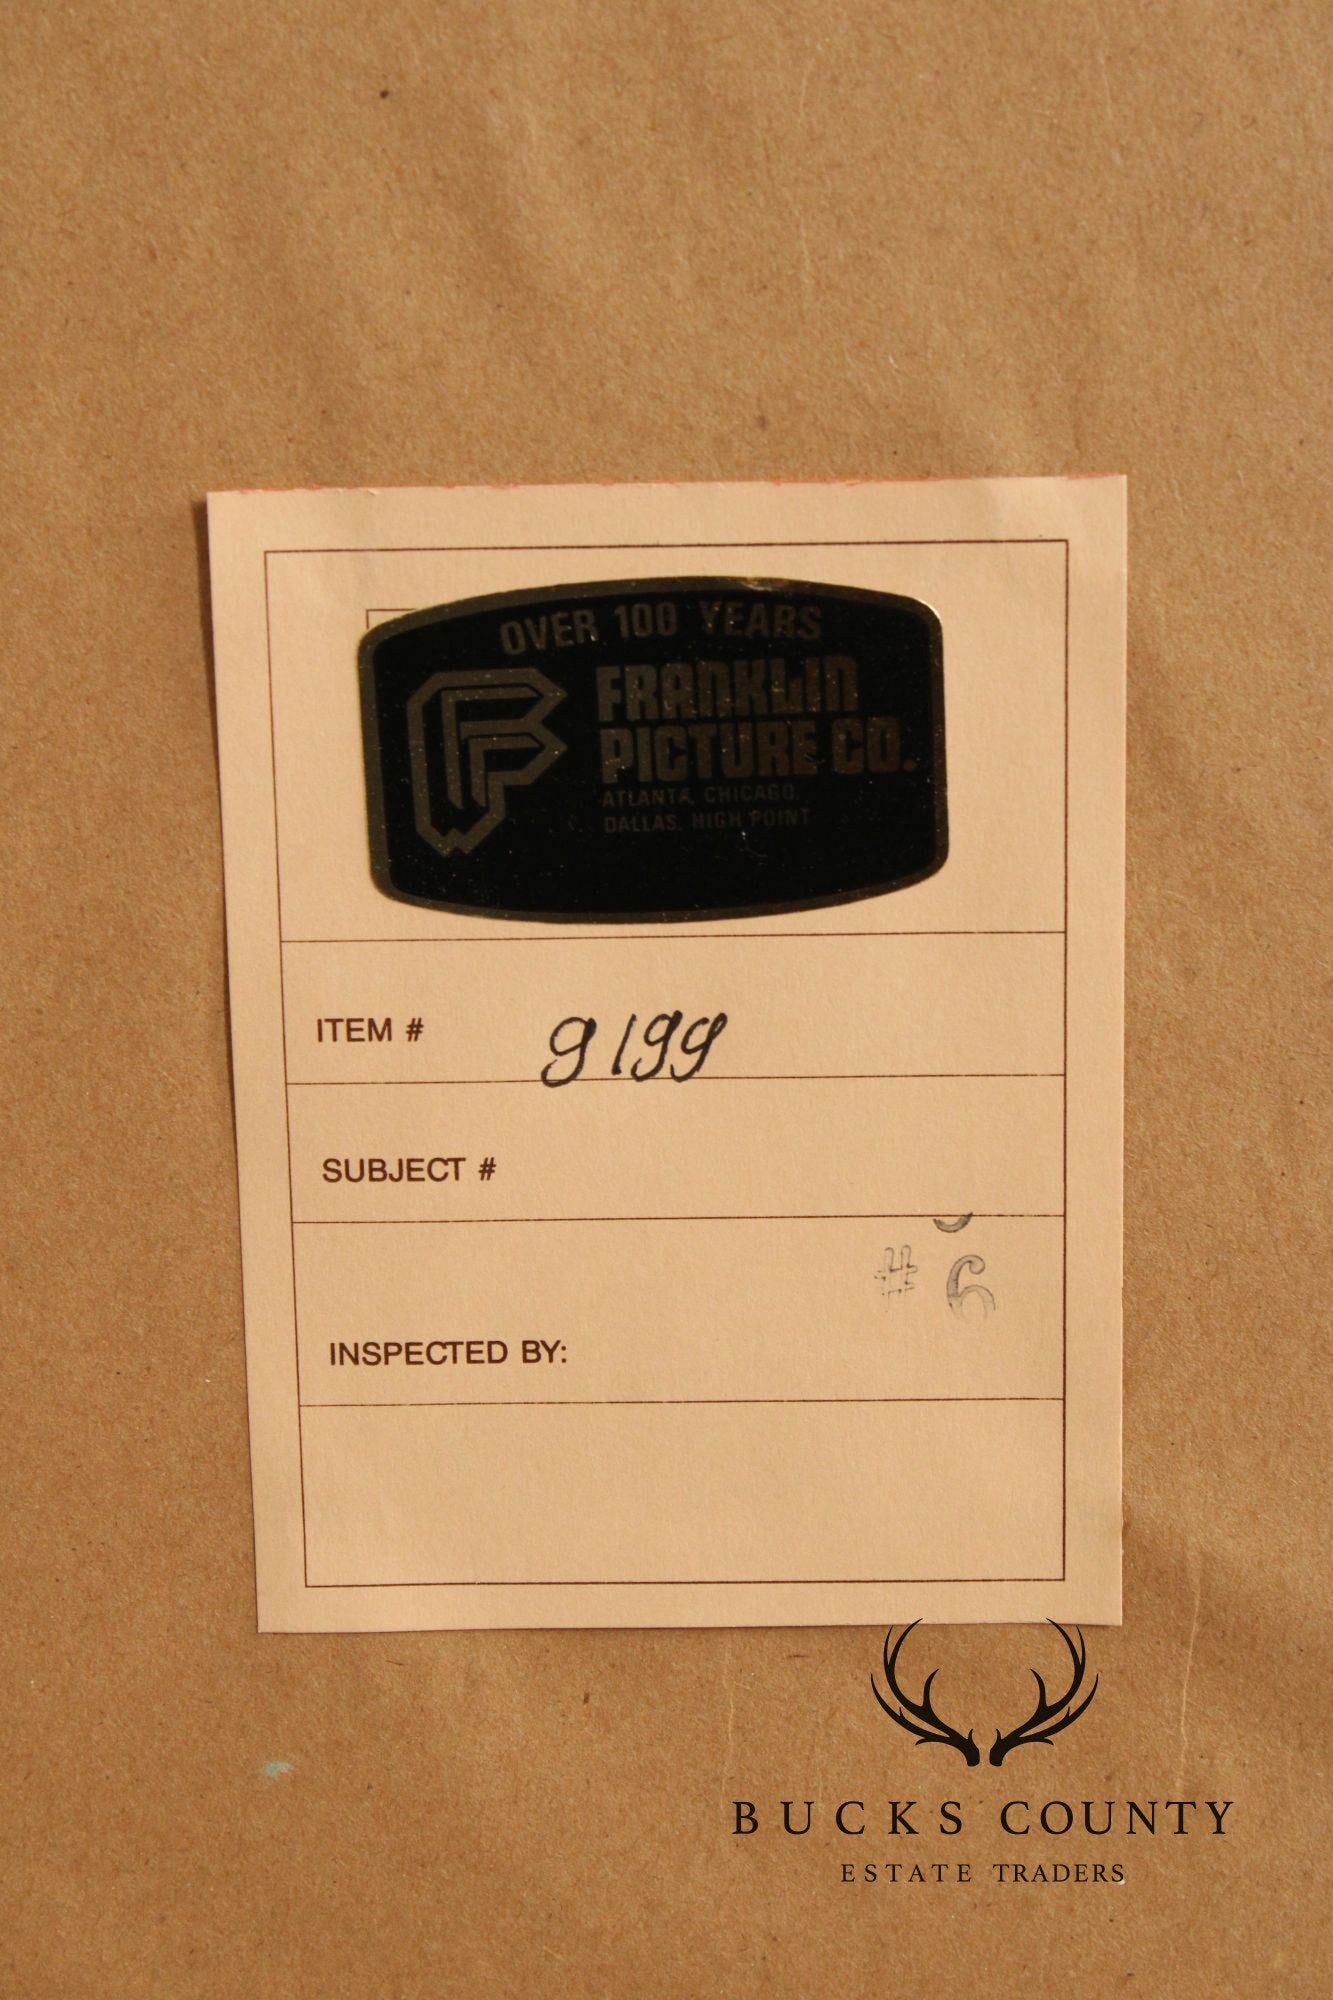 OVER 100 YEARS
FRANKLIN
PICTURE CO.
ATLANTA, CHICAGO,
DALLAS, HIGH POINT
ITEM # 9199
SUBJECT #
# 6
INSPECTED BY:
BUCKS COUNTY
ESTATE TRADERS